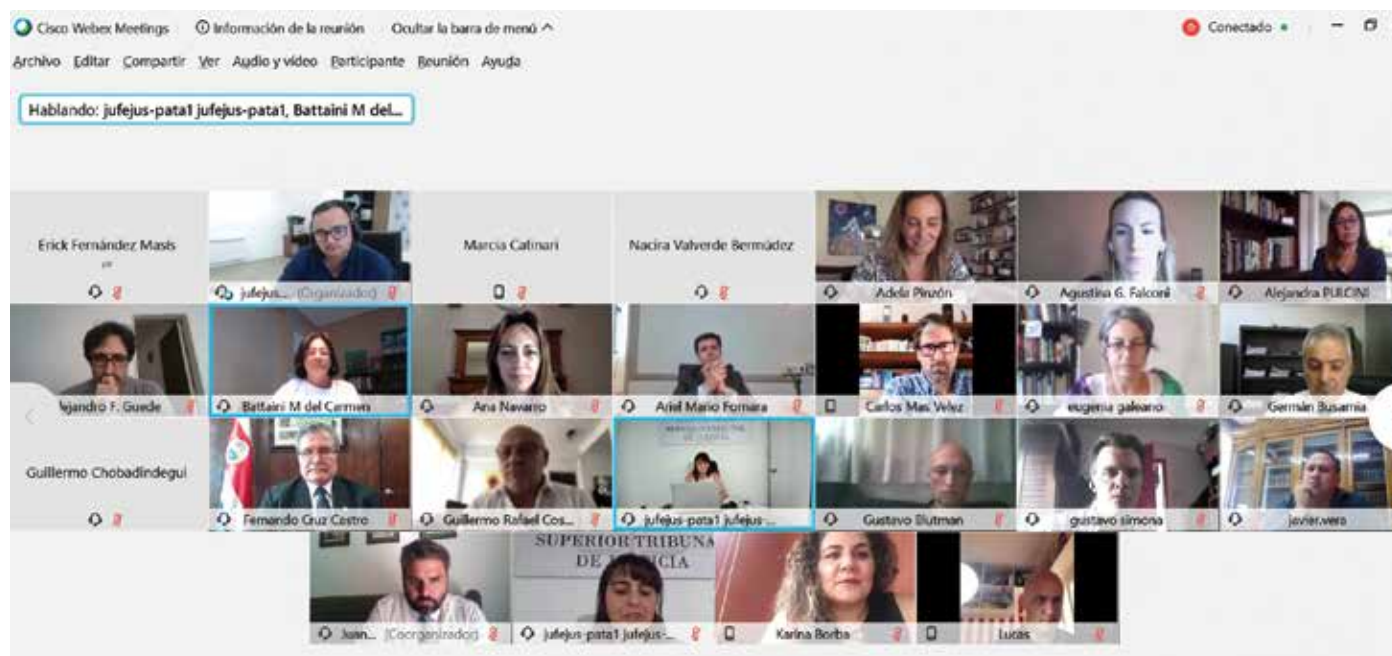 Cisco Webex Meetings Información de la reunión Ocultar la barra de menú Conectado
Archivo Editar Compartir Ver Audio y vídeo Participante Reunión Ayuda
Hablando: jufejus-pata1 jufejus-pata1, Battaini M del...
Erick Fernández Masís
Marcia Catinari
Nacira Valverde Bermúdez
jufejus... (Organizador)
Adela Pinzón
Agustina G. Falconi
Alejandra PULCINI
lejandro F. Guede
Battaini M del Carmen
Ana Navarro
Ariel Mario Fornara
Carlos Mas Velez
eugenia galeano
Germán Busamia
Guillermo Chobadindegui
Fernando Cruz Castro
Guillermo Rafael Cos...
jufejus-pata1 jufejus-...
Gustavo Blutman
gustavo simona
javier.vera
SUPERIOR TRIBUNA
DE
Juan... (Coorganizador)
jufejus-pata1 jufejus-...
Karina Borba
Lucas